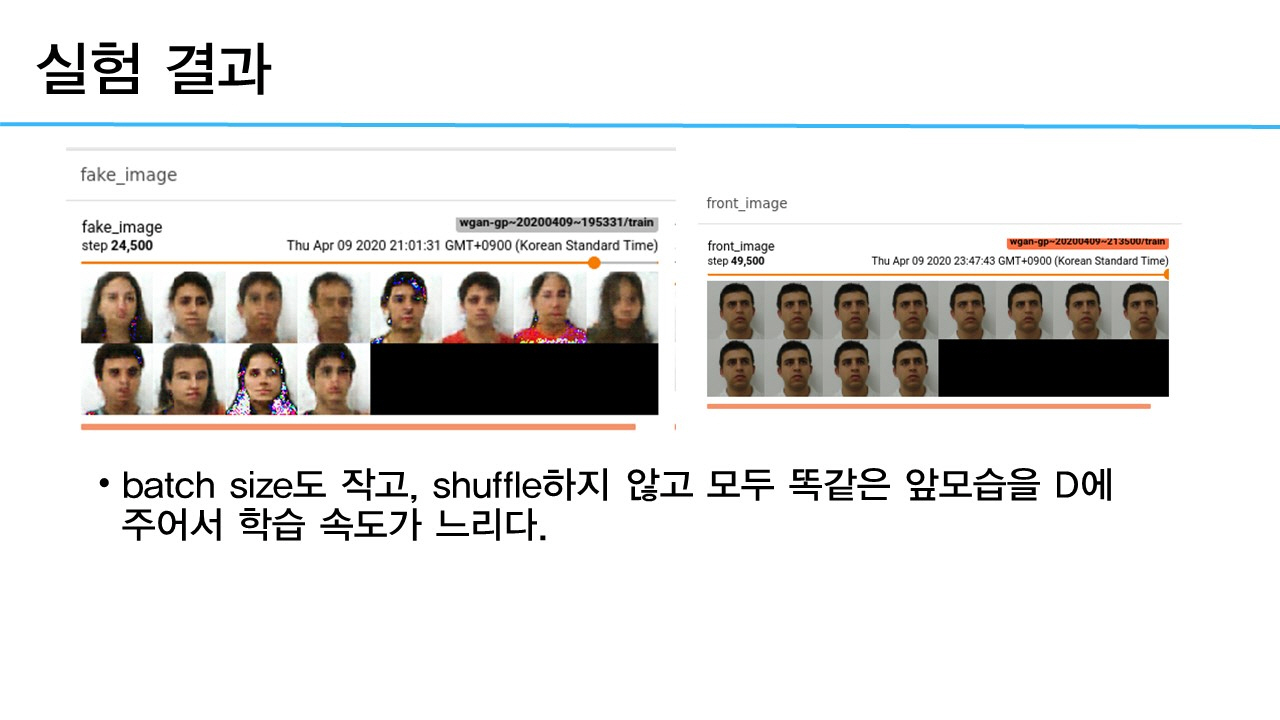 실험 결과
fake_image
fake_image
wgan-gp~20200409~195331/train
step 24,500
Thu Apr 09 2020 21:01:31 GMT+0900 (Korean Standard Time)
front_image
front_image
wgan-gp~20200409~213500/train
step 49,500
Thu Apr 09 2020 23:47:43 GMT+0900 (Korean Standard Time)
• batch size도 작고, shuffle하지 않고 모두 똑같은 앞모습을 D에
주어서 학습 속도가 느리다.